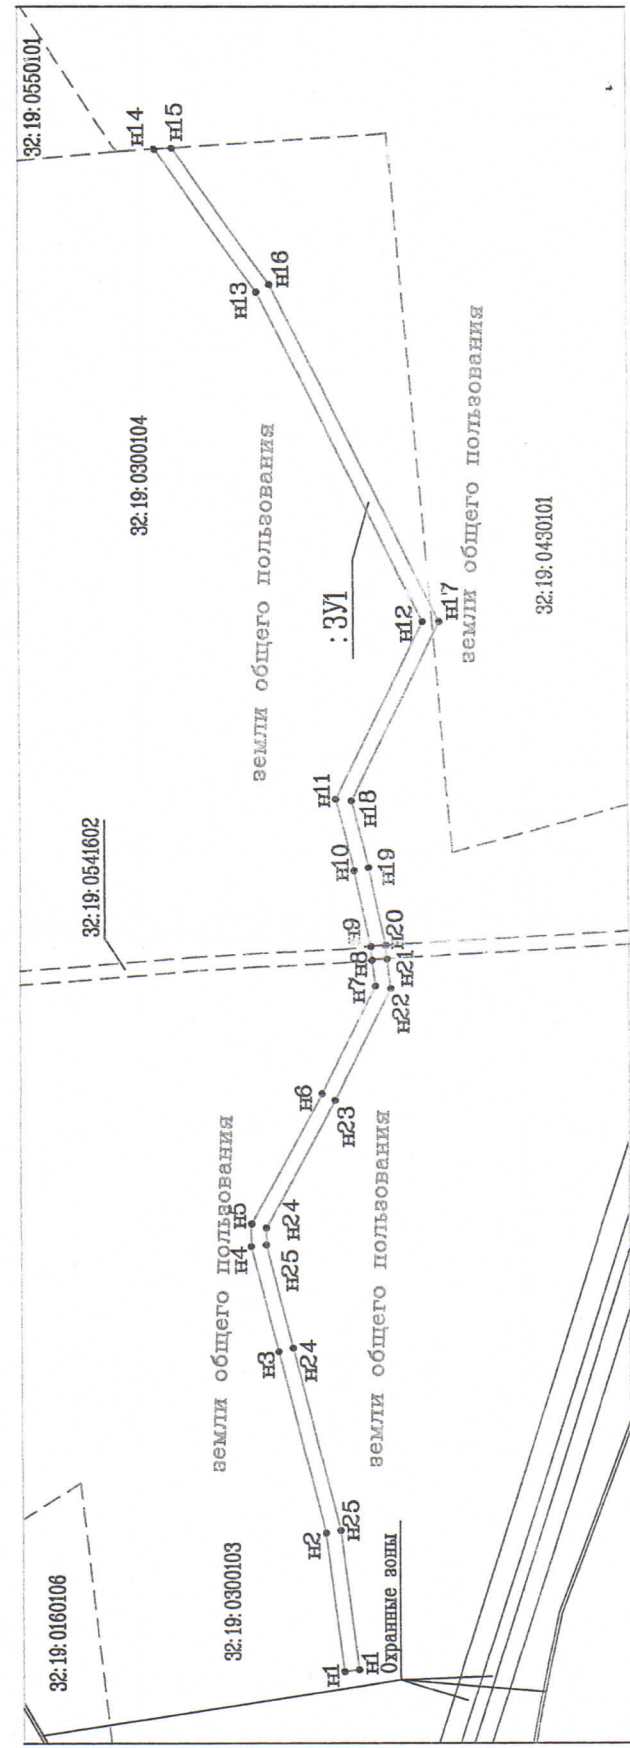 32:19:0160106
32:19:0300103
32:19:0541602
32:19:0300104
32:19:0550101
32:19:0430101
земли общего пользования
земли общего пользования
земли общего пользования
земли общего пользования
:ЗУ1
Охранные зоны
н1
н2
н3
н4
н5
н6
н7
н8
н9
н10
н11
н12
н13
н14
н15
н16
н17
н18
н19
н20
н21
н22
н23
н24
н25
н24
н25
н1